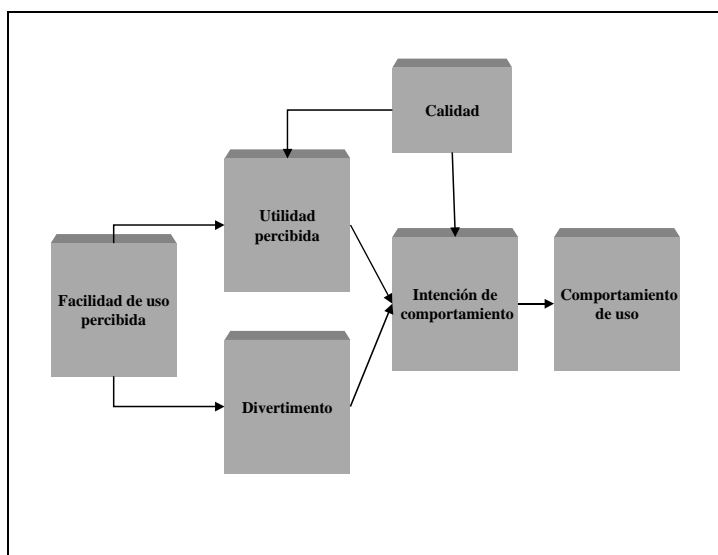 Calidad
Utilidad
percibida
Facilidad de uso
percibida
Intención de
comportamiento
Comportamiento
de uso
Divertimento